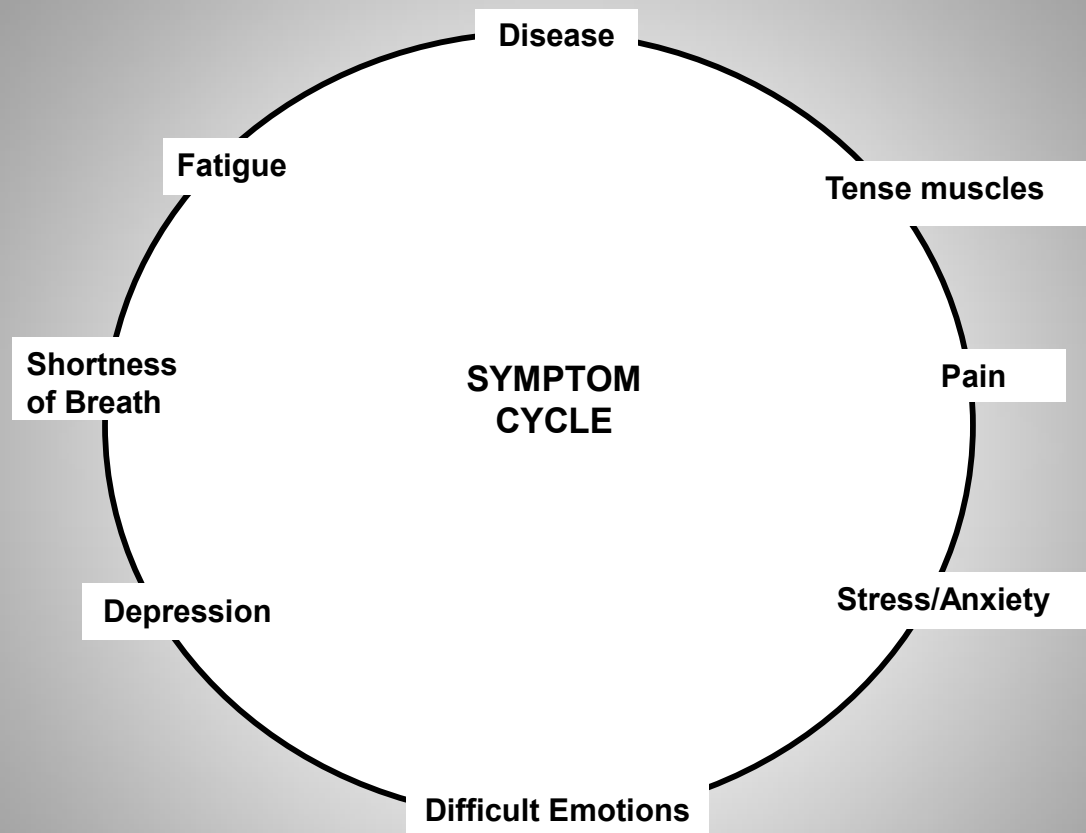 Disease
Fatigue
Tense muscles
Shortness
of Breath
SYMPTOM
CYCLE
Pain
Depression
Stress/Anxiety
Difficult Emotions